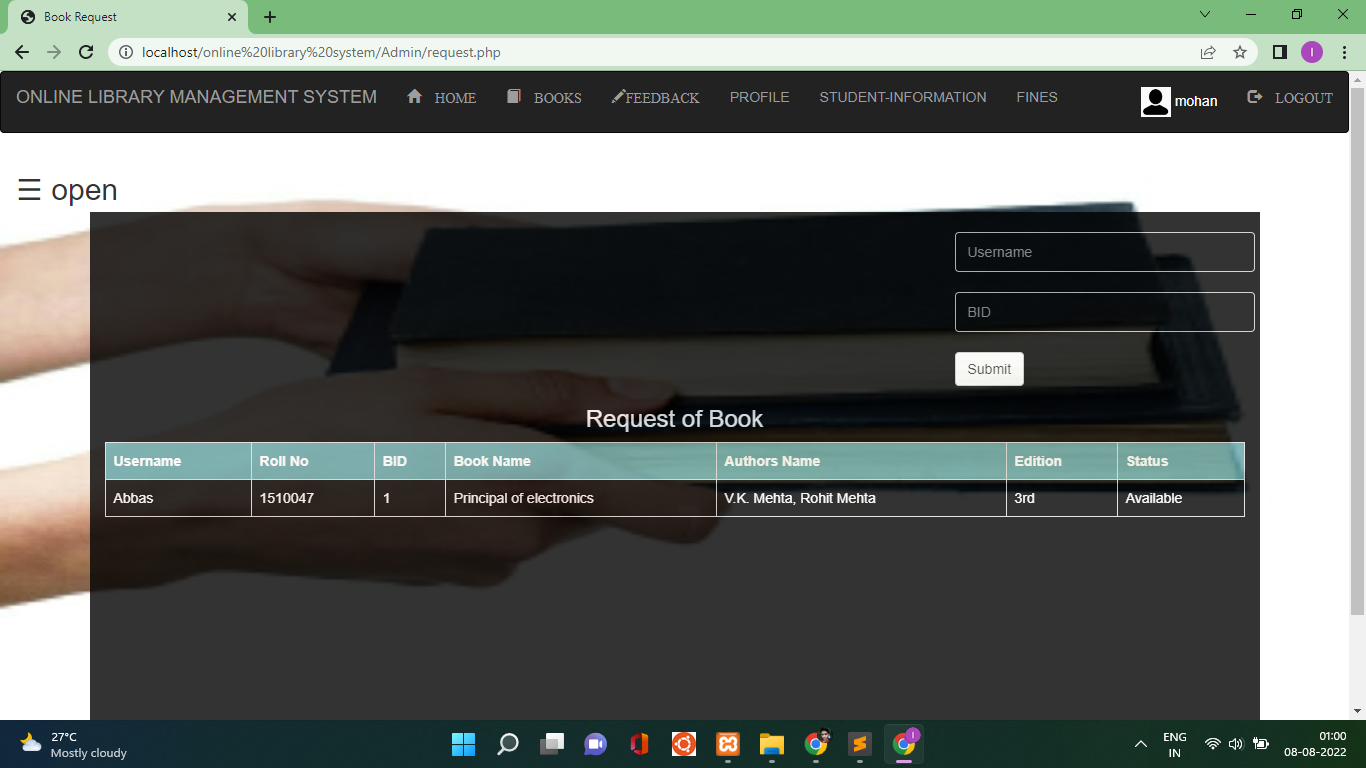 Book Request
localhost/online%20library%20system/Admin/request.php
I
ONLINE LIBRARY MANAGEMENT SYSTEM HOME BOOKS FEEDBACK PROFILE STUDENT-INFORMATION FINES mohan LOGOUT
☰ open
Username
BID
Submit
Request of Book
Username Roll No BID Book Name Authors Name Edition Status
Abbas 1510047 1 Principal of electronics V.K. Mehta, Rohit Mehta 3rd Available
27°C
Mostly cloudy
I
ENG
IN
01:00
08-08-2022